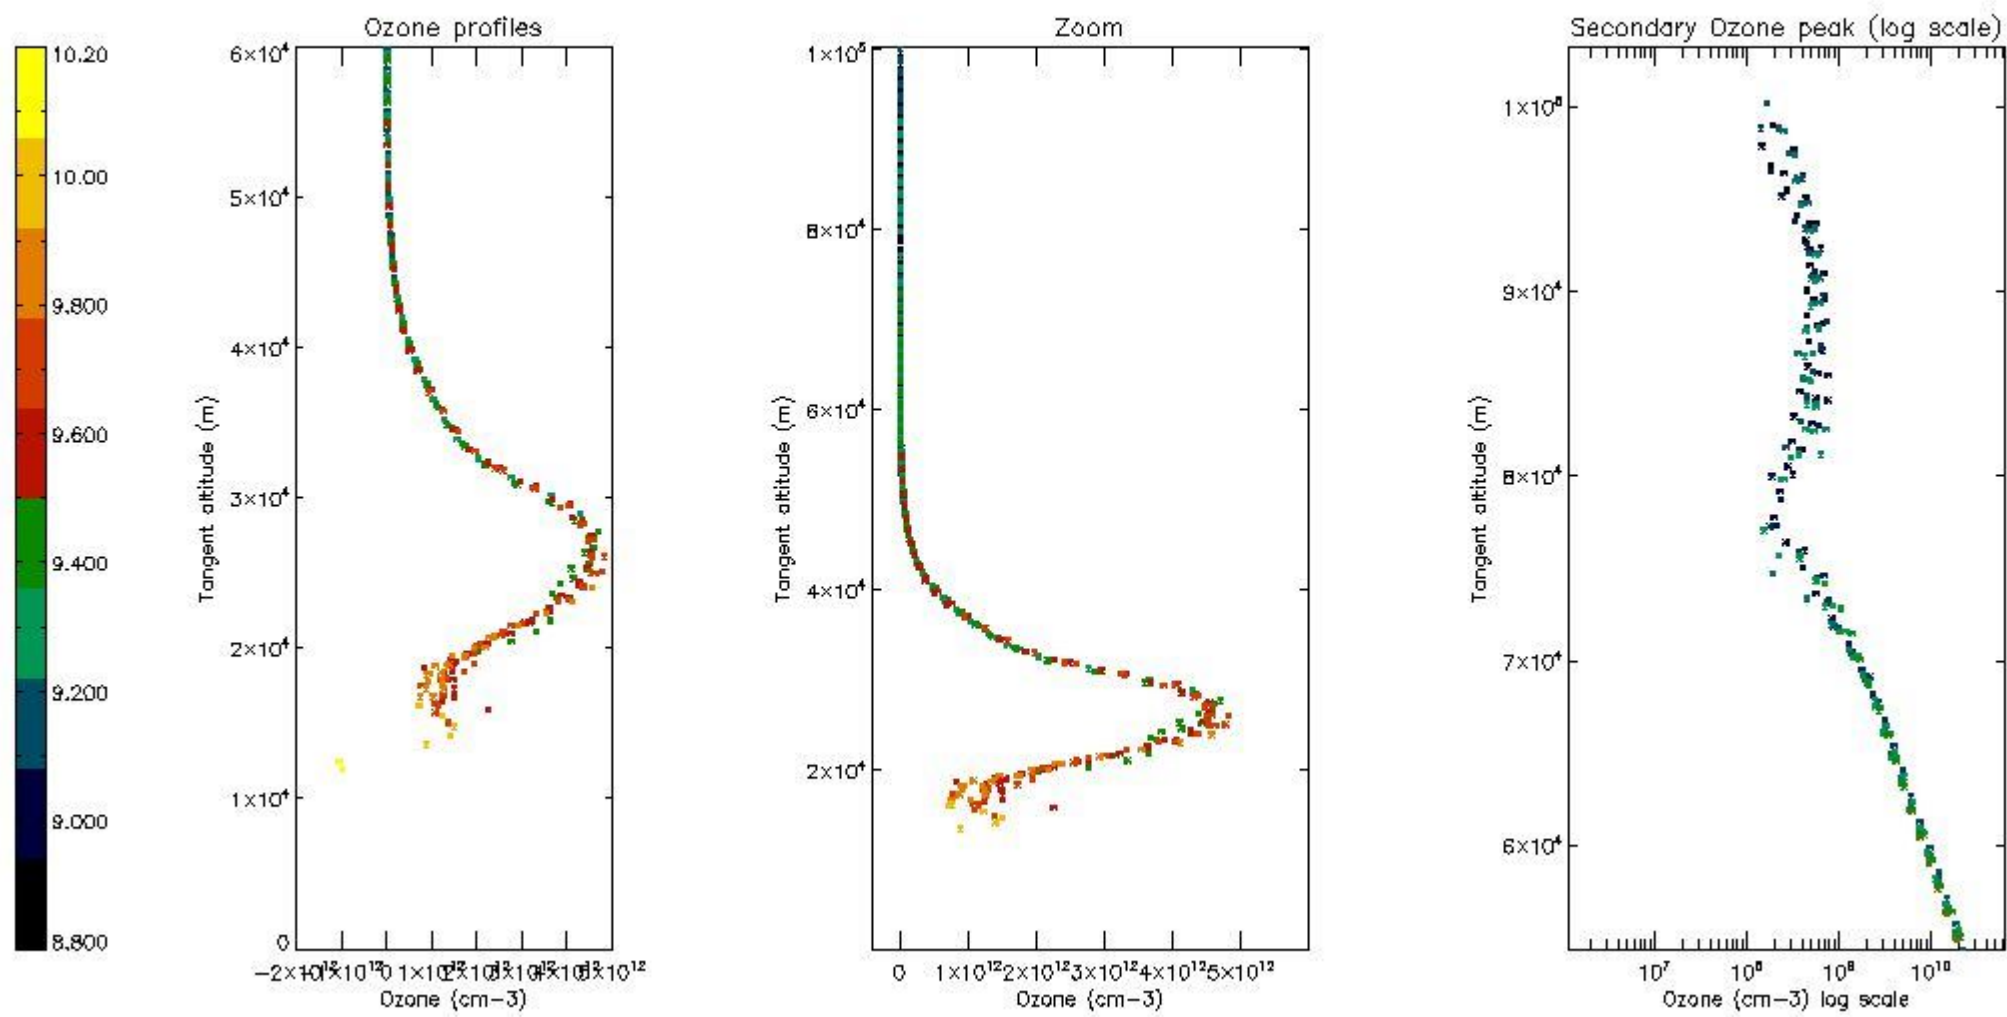 Ozone profiles
Zoom
Secondary Ozone peak (log scale)
10.20
10.00
9.800
9.600
9.400
9.200
9.000
8.800
6×10⁴
5×10⁴
4×10⁴
3×10⁴
2×10⁴
1×10⁴
0
Tangent altitude (m)
0
Ozone (cm−3)
1×10⁵
8×10⁴
6×10⁴
4×10⁴
2×10⁴
Tangent altitude (m)
0 1×10¹² 2×10¹² 3×10¹² 4×10¹² 5×10¹²
Ozone (cm−3)
1×10⁵
9×10⁴
8×10⁴
7×10⁴
6×10⁴
Tangent altitude (m)
10⁷ 10⁸ 10⁹ 10¹⁰
Ozone (cm−3) log scale